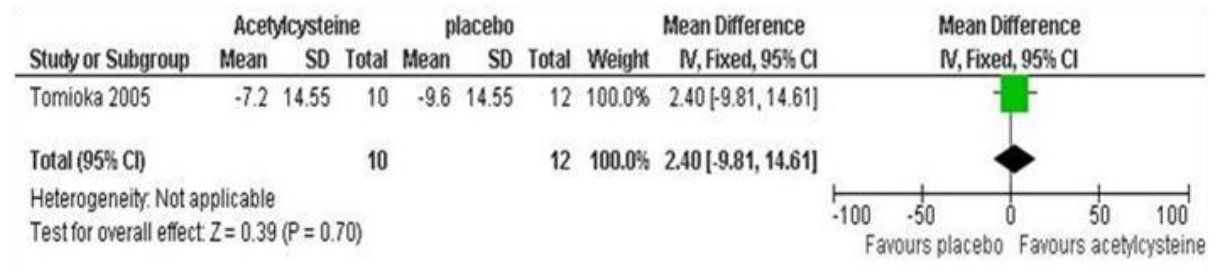 Acetylcysteine placebo Mean Difference Mean Difference
Study or Subgroup Mean SD Total Mean SD Total Weight IV, Fixed, 95% CI IV, Fixed, 95% CI
Tomioka 2005 -7.2 14.55 10 -9.6 14.55 12 100.0% 2.40 [-9.81, 14.61]
Total (95% CI) 10 12 100.0% 2.40 [-9.81, 14.61]
Heterogeneity: Not applicable
Test for overall effect: Z = 0.39 (P = 0.70)
-100 -50 0 50 100
Favours placebo Favours acetylcysteine